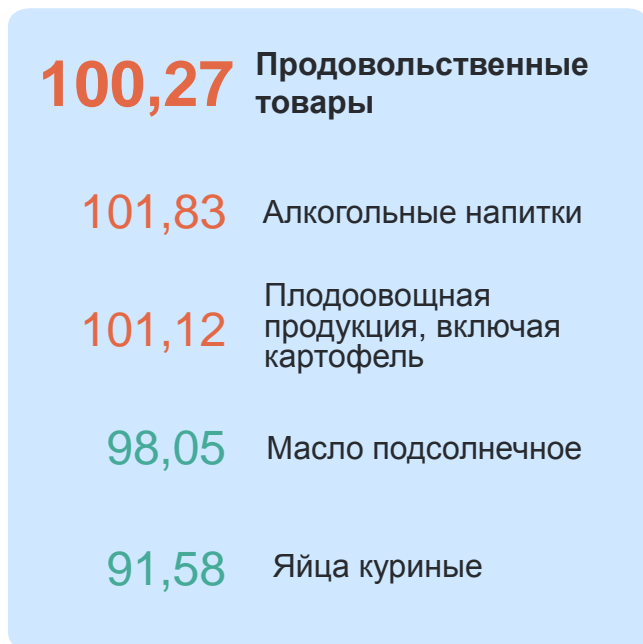 100,27 Продовольственные
товары
101,83 Алкогольные напитки
Плодоовощная
101,12 продукция, включая
картофель
98,05 Масло подсолнечное
91,58 Яйца куриные